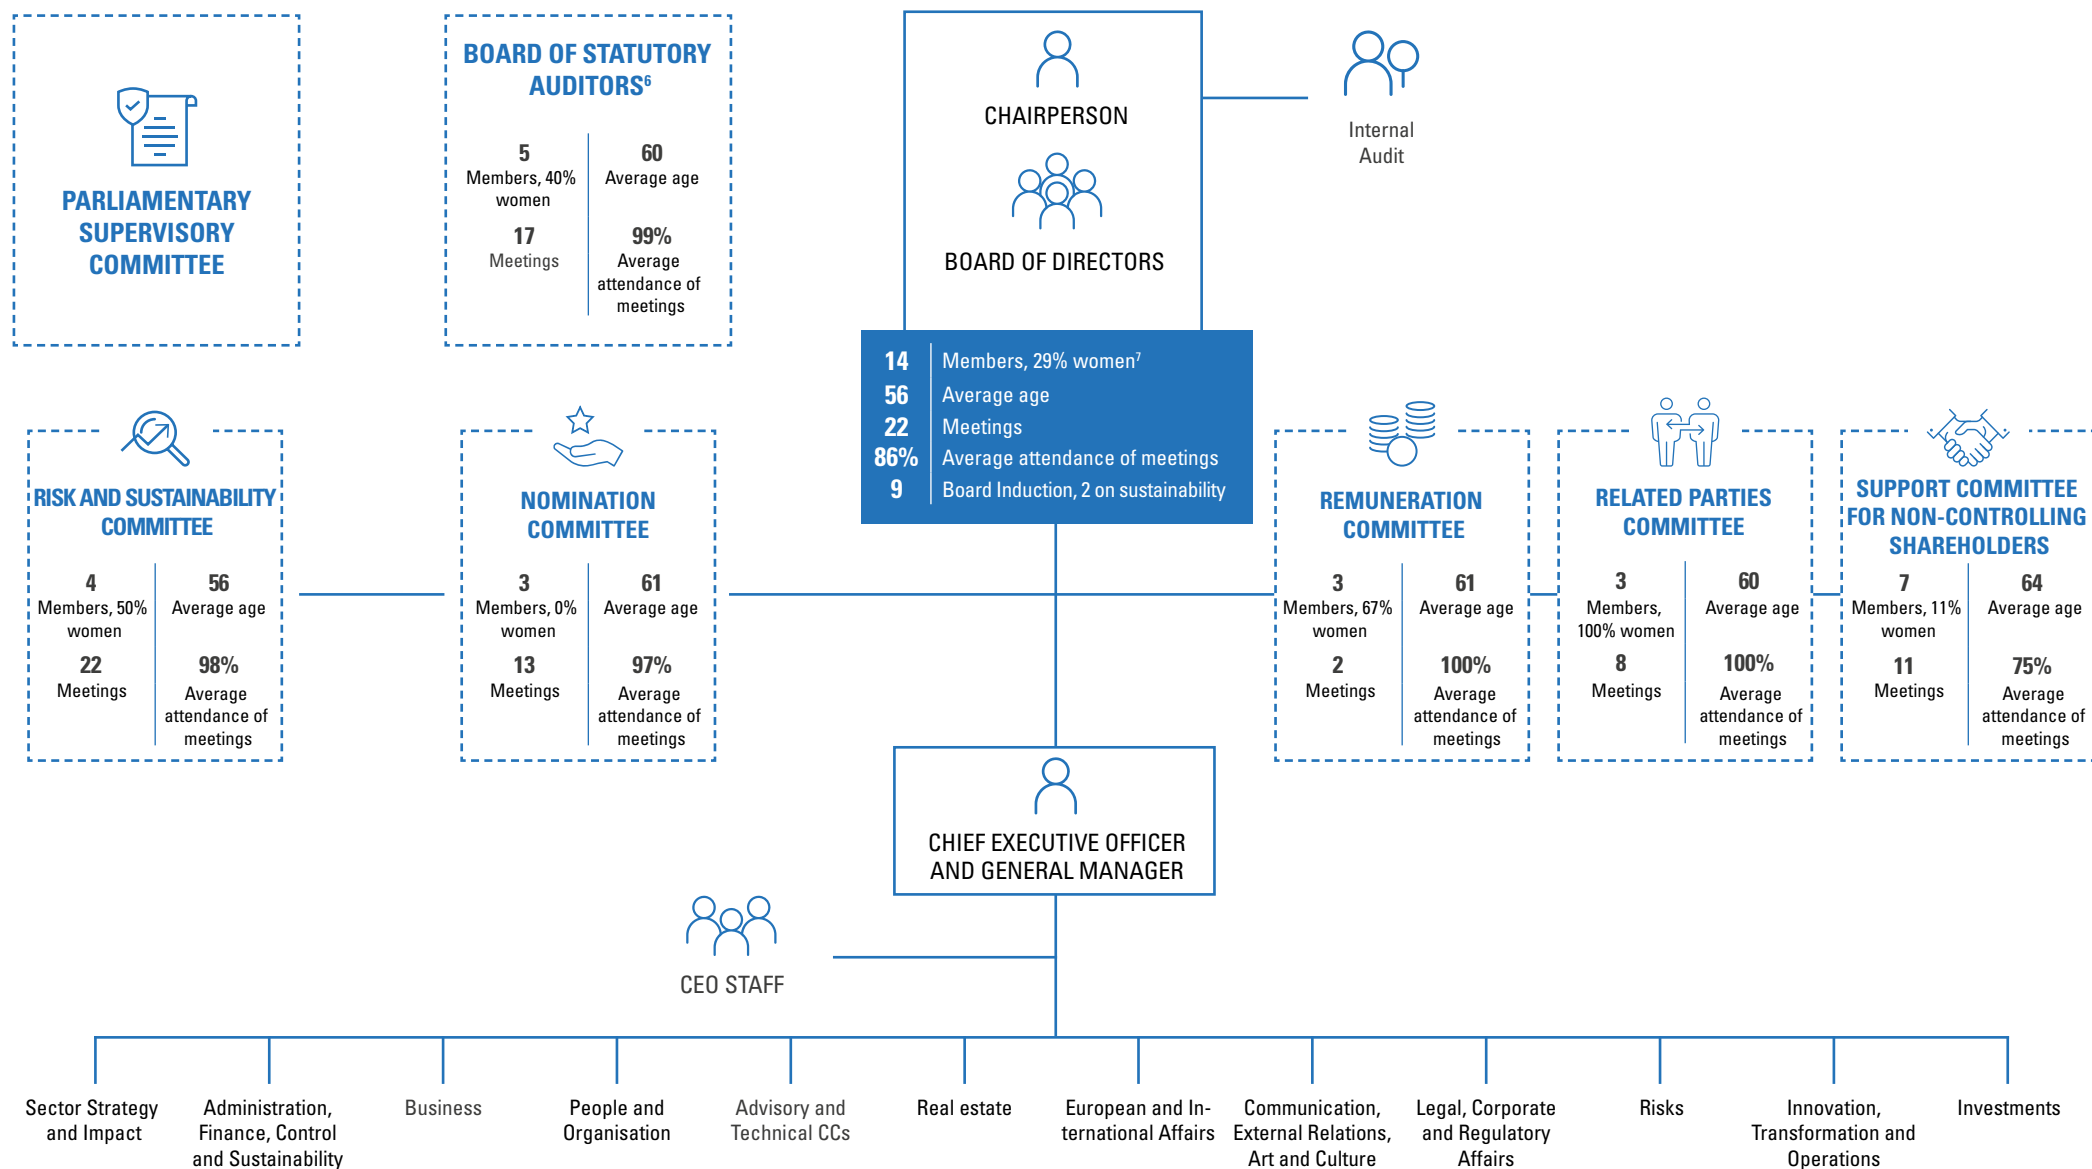 PARLIAMENTARY
SUPERVISORY
COMMITTEE
BOARD OF STATUTORY
AUDITORS⁶
5
Members, 40%
women
60
Average age
17
Meetings
99%
Average
attendance of
meetings
CHAIRPERSON
BOARD OF DIRECTORS
Internal
Audit
14 Members, 29% women⁷
56 Average age
22 Meetings
86% Average attendance of meetings
9 Board Induction, 2 on sustainability
RISK AND SUSTAINABILITY
COMMITTEE
4
Members, 50%
women
56
Average age
22
Meetings
98%
Average
attendance of
meetings
NOMINATION
COMMITTEE
3
Members, 0%
women
61
Average age
13
Meetings
97%
Average
attendance of
meetings
REMUNERATION
COMMITTEE
3
Members, 67%
women
61
Average age
2
Meetings
100%
Average
attendance of
meetings
RELATED PARTIES
COMMITTEE
3
Members,
100% women
60
Average age
8
Meetings
100%
Average
attendance of
meetings
SUPPORT COMMITTEE
FOR NON-CONTROLLING
SHAREHOLDERS
7
Members, 11%
women
64
Average age
11
Meetings
75%
Average
attendance of
meetings
CHIEF EXECUTIVE OFFICER
AND GENERAL MANAGER
CEO STAFF
Sector Strategy
and Impact
Administration,
Finance, Control
and Sustainability
Business
People and
Organisation
Advisory and
Technical CCs
Real estate
European and In-
ternational Affairs
Communication,
External Relations,
Art and Culture
Legal, Corporate
and Regulatory
Affairs
Risks
Innovation,
Transformation and
Operations
Investments